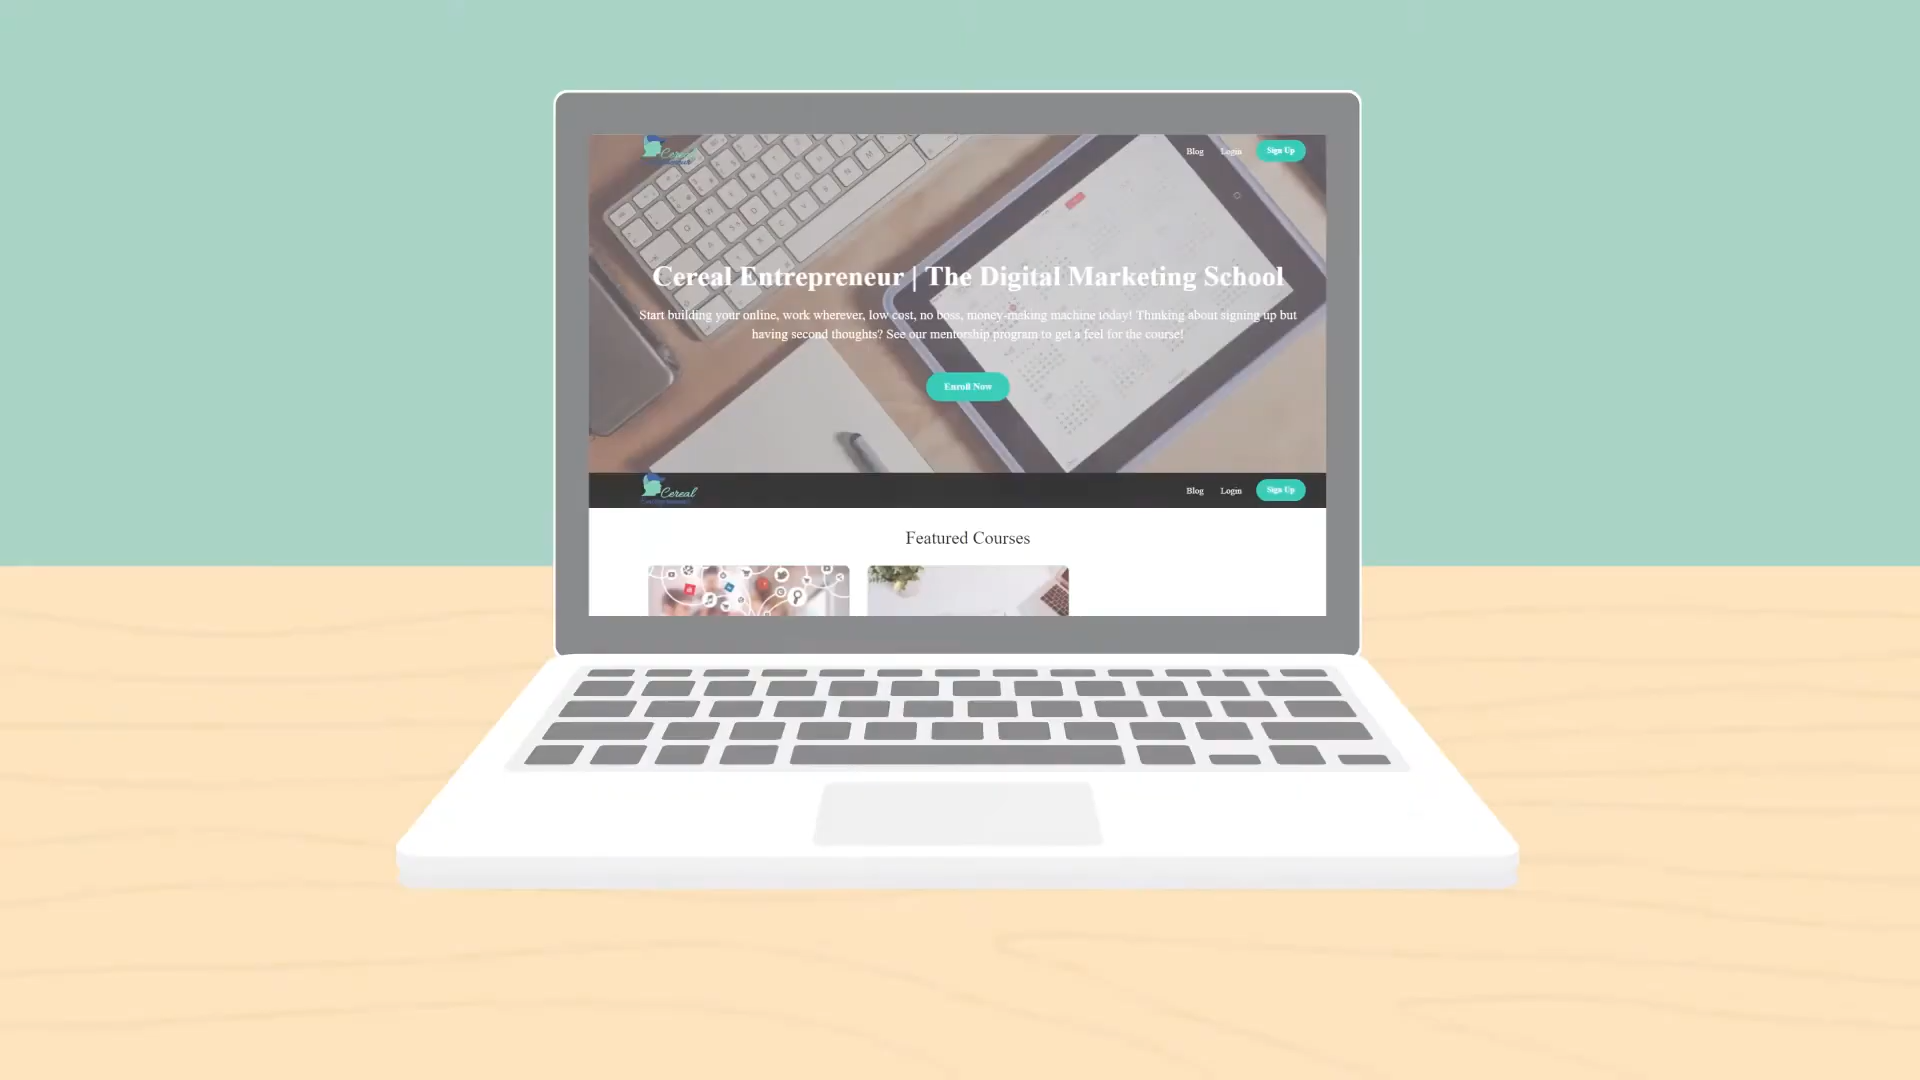 Cereal
Blog Login Sign Up
Cereal Entrepreneur | The Digital Marketing School
Start building your online, work wherever, low cost, no boss, money-making machine today! Thinking about signing up but
having second thoughts? See our mentorship program to get a feel for the course!
Enroll Now
Cereal
Blog Login Sign Up
Featured Courses